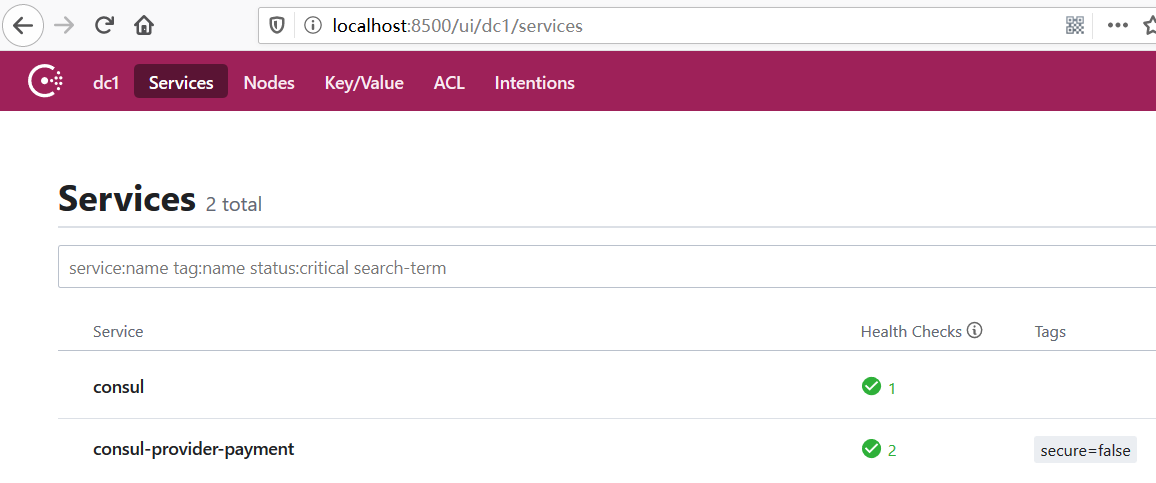 localhost:8500/ui/dc1/services
dc1 Services Nodes Key/Value ACL Intentions
Services 2 total
service:name tag:name status:critical search-term
Service Health Checks Tags
consul 1
consul-provider-payment 2 secure=false